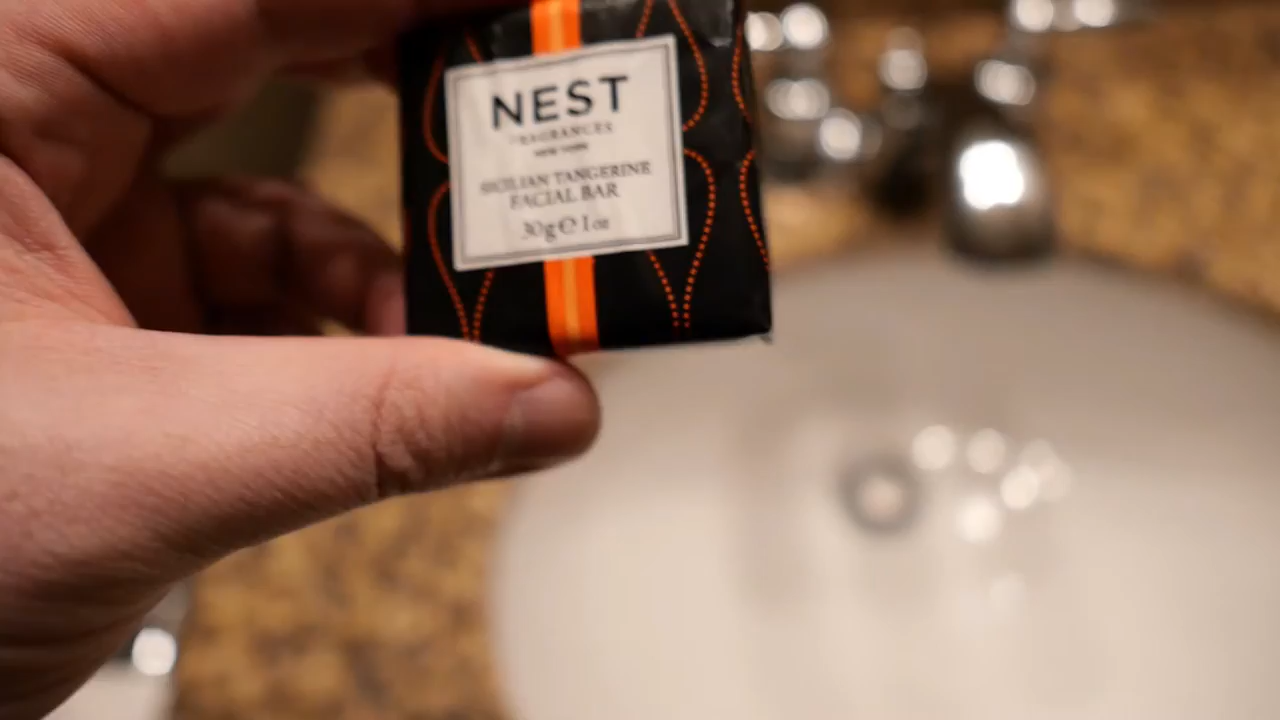 NEST
FRAGRANCES
NEW YORK
SICILIAN TANGERINE
FACIAL BAR
30g℮1oz